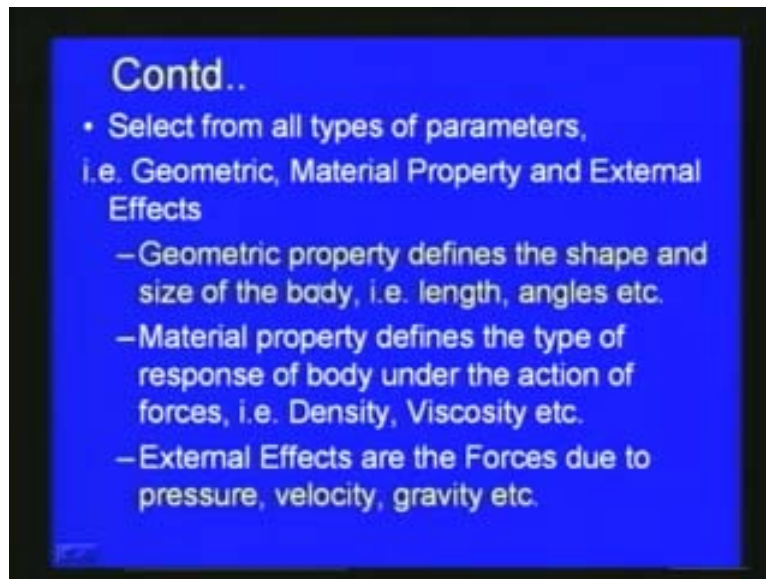 Contd..
• Select from all types of parameters,
i.e. Geometric, Material Property and External
Effects
–Geometric property defines the shape and
size of the body, i.e. length, angles etc.
–Material property defines the type of
response of body under the action of
forces, i.e. Density, Viscosity etc.
–External Effects are the Forces due to
pressure, velocity, gravity etc.